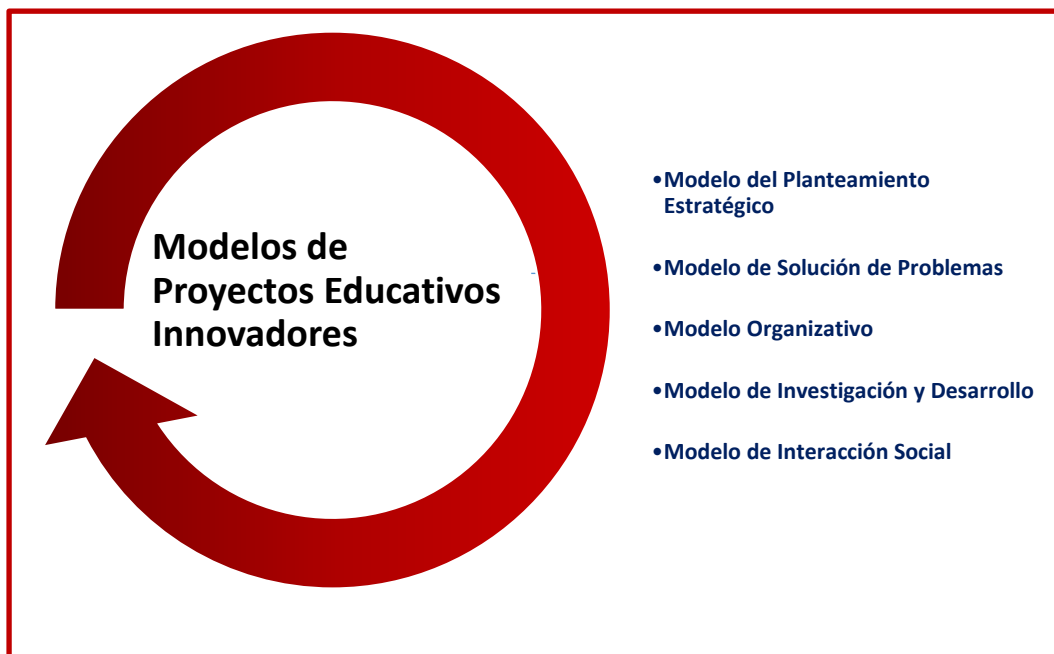 Modelos de
Proyectos Educativos
Innovadores
•Modelo del Planteamiento
Estratégico
•Modelo de Solución de Problemas
•Modelo Organizativo
•Modelo de Investigación y Desarrollo
•Modelo de Interacción Social